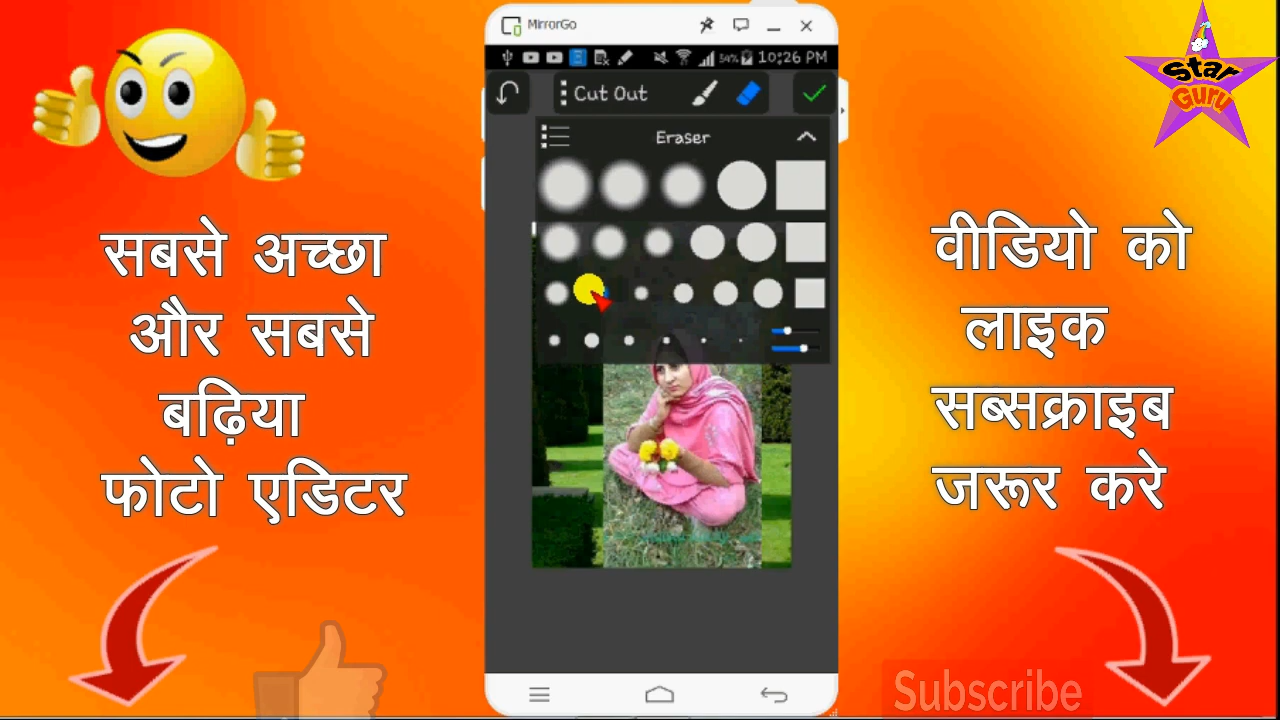 MirrorGo
54% 10:26 PM
Cut Out
Eraser
Star
Guru
सबसे अच्छा
और सबसे
बढ़िया
फोटो एडिटर
वीडियो को
लाइक
सब्सक्राइब
जरूर करे
Subscribe